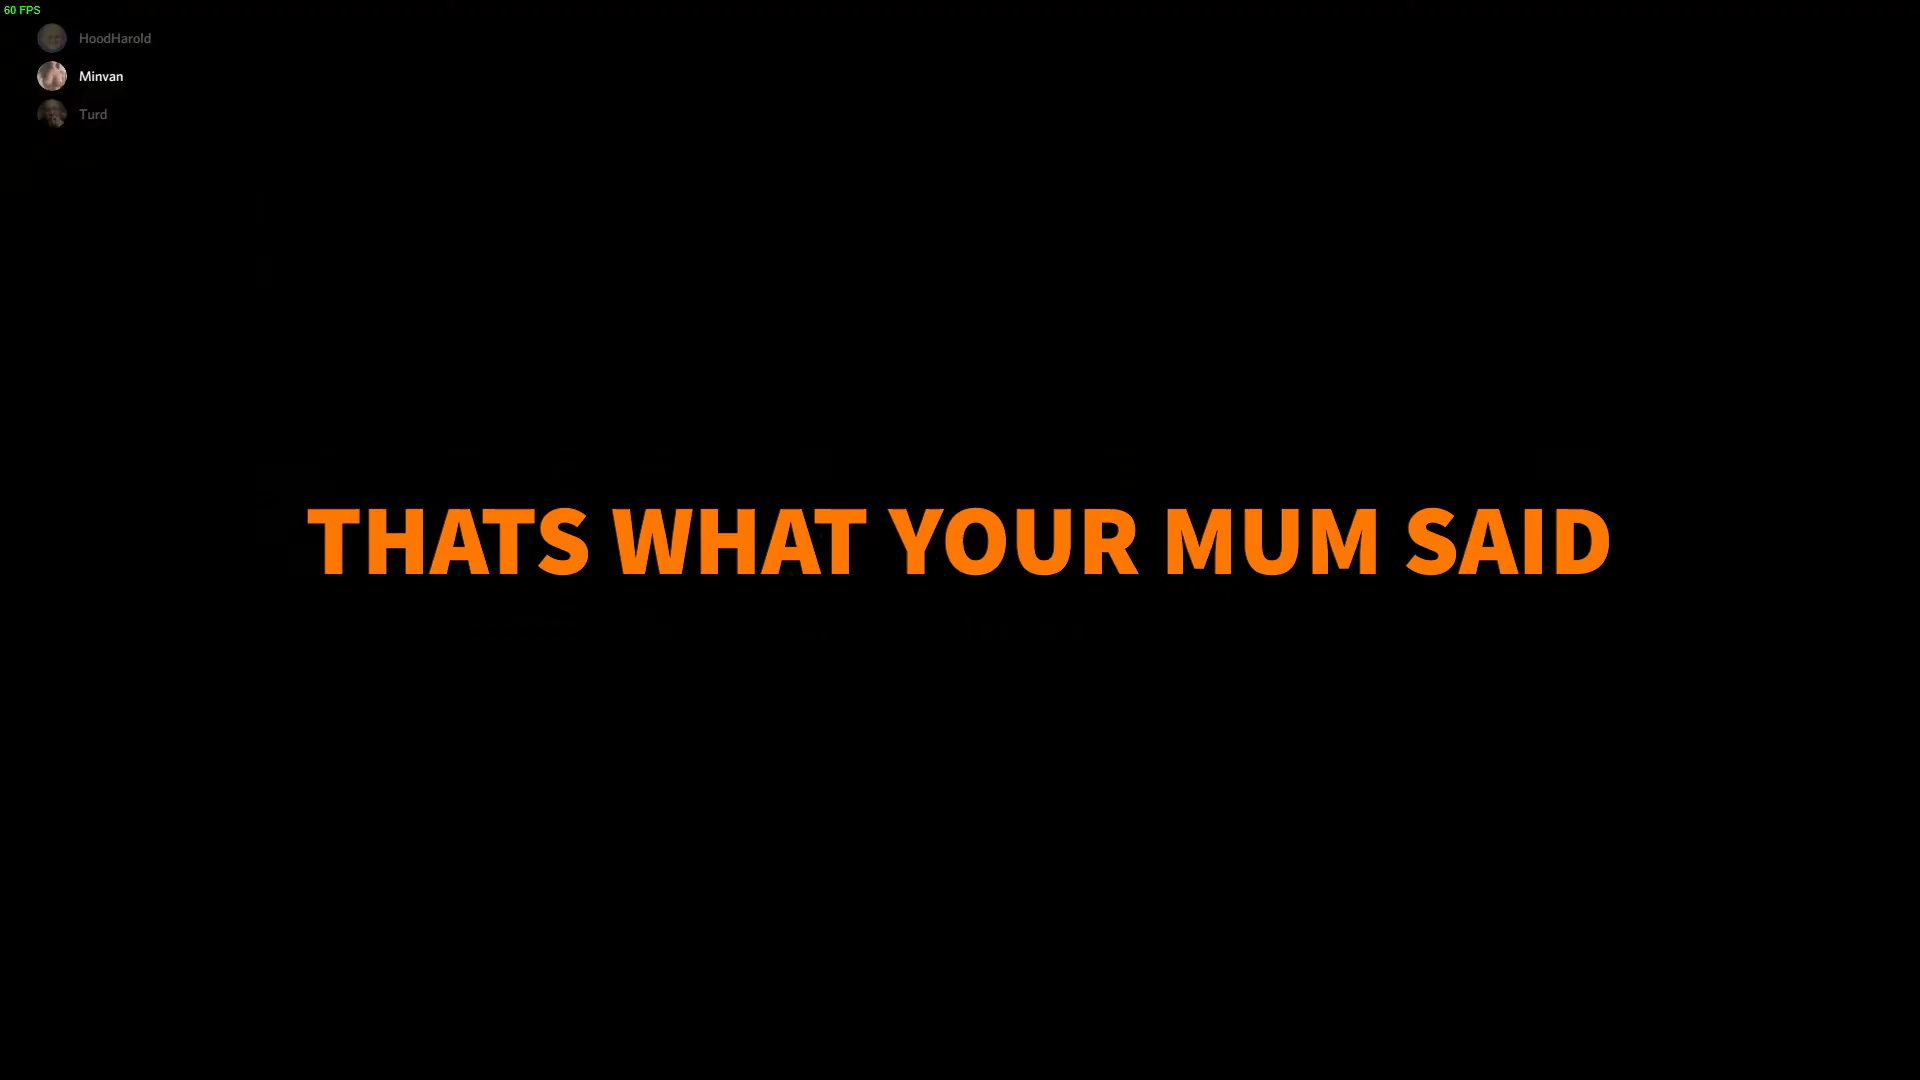 60 FPS
HoodHarold
Minvan
Turd
THATS WHAT YOUR MUM SAID